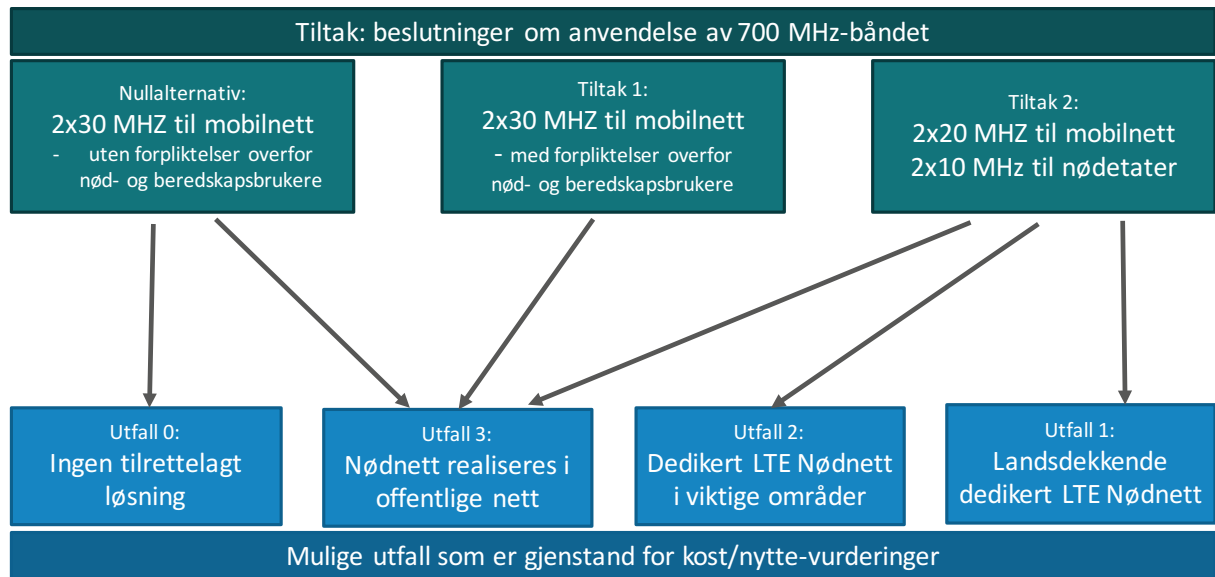 Tiltak: beslutninger om anvendelse av 700 MHz-båndet
Nullalternativ:
2x30 MHZ til mobilnett
- uten forpliktelser overfor
nød- og beredskapsbrukere
Tiltak 1:
2x30 MHZ til mobilnett
- med forpliktelser overfor
nød- og beredskapsbrukere
Tiltak 2:
2x20 MHZ til mobilnett
2x10 MHz til nødetater
Utfall 0:
Ingen tilrettelagt
løsning
Utfall 3:
Nødnett realiseres i
offentlige nett
Utfall 2:
Dedikert LTE Nødnett
i viktige områder
Utfall 1:
Landsdekkende
dedikert LTE Nødnett
Mulige utfall som er gjenstand for kost/nytte-vurderinger